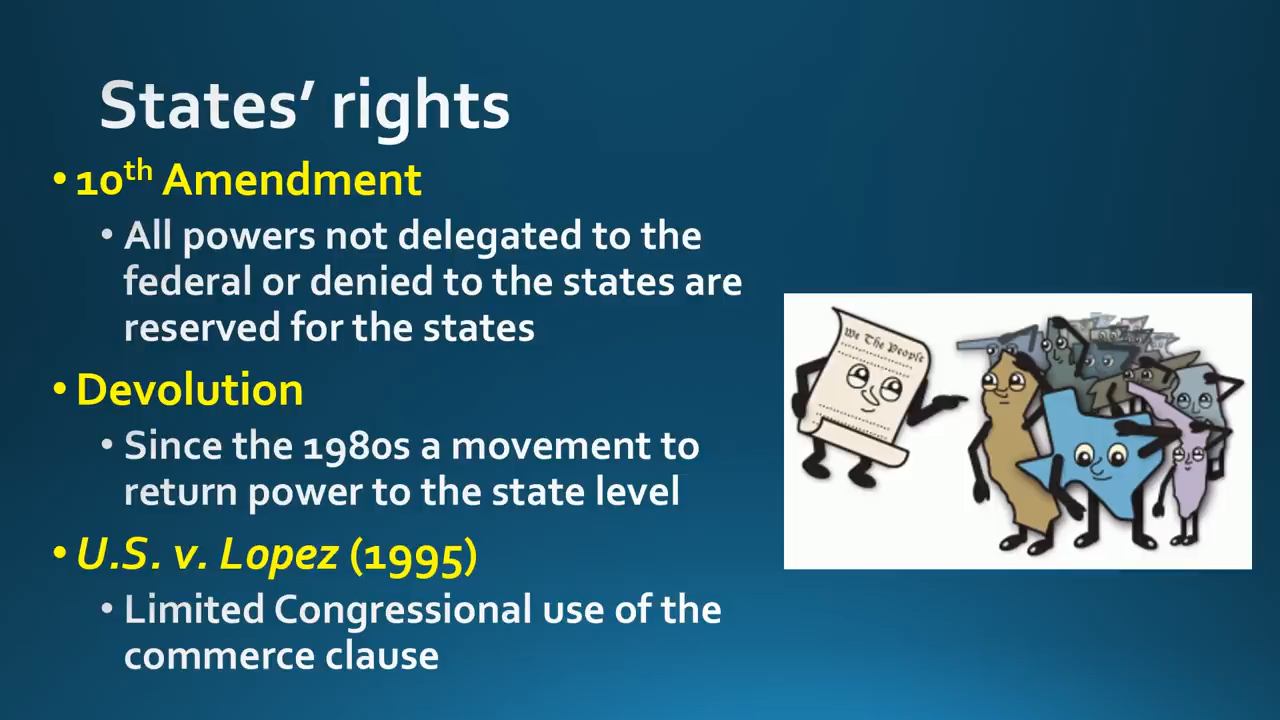 States’ rights
• 10th Amendment
• All powers not delegated to the
federal or denied to the states are
reserved for the states
• Devolution
• Since the 1980s a movement to
return power to the state level
• U.S. v. Lopez (1995)
• Limited Congressional use of the
commerce clause
We The People